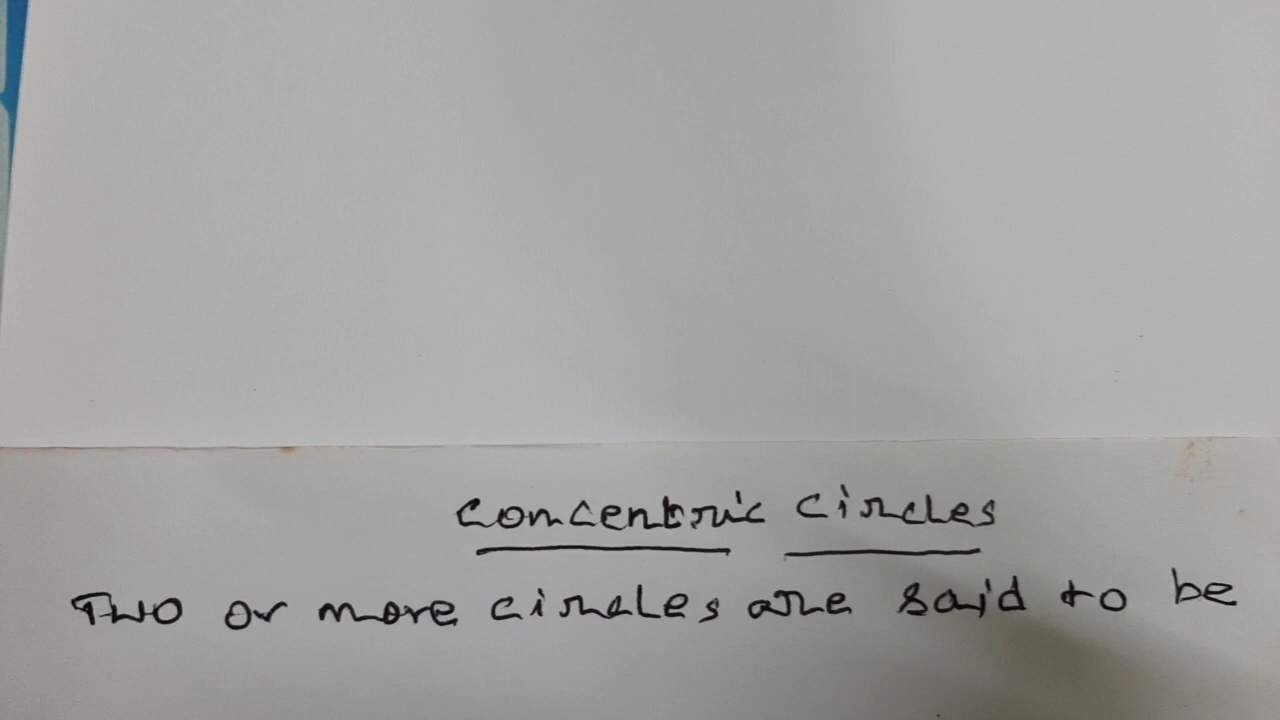 Concentric Circles
Two or more circles are said to be